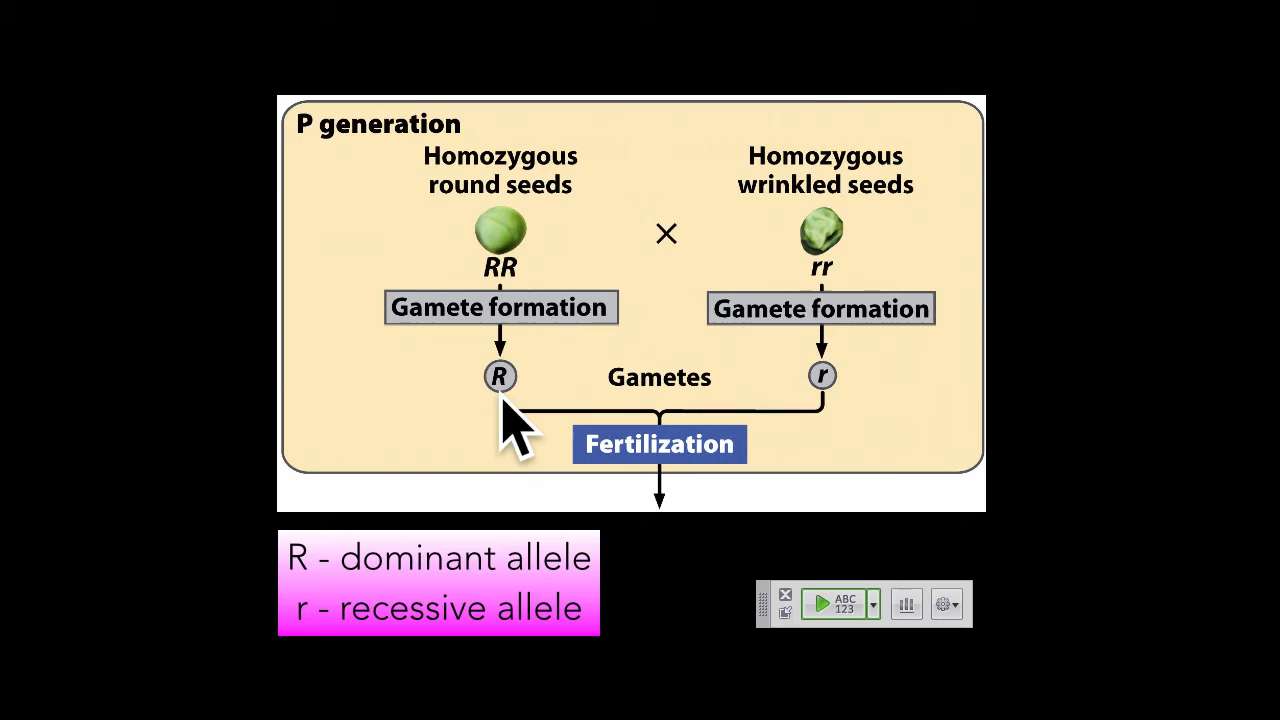 P generation
Homozygous
round seeds
Homozygous
wrinkled seeds
×
RR
rr
Gamete formation
Gamete formation
R
Gametes
r
Fertilization
R - dominant allele
r - recessive allele
ABC
123